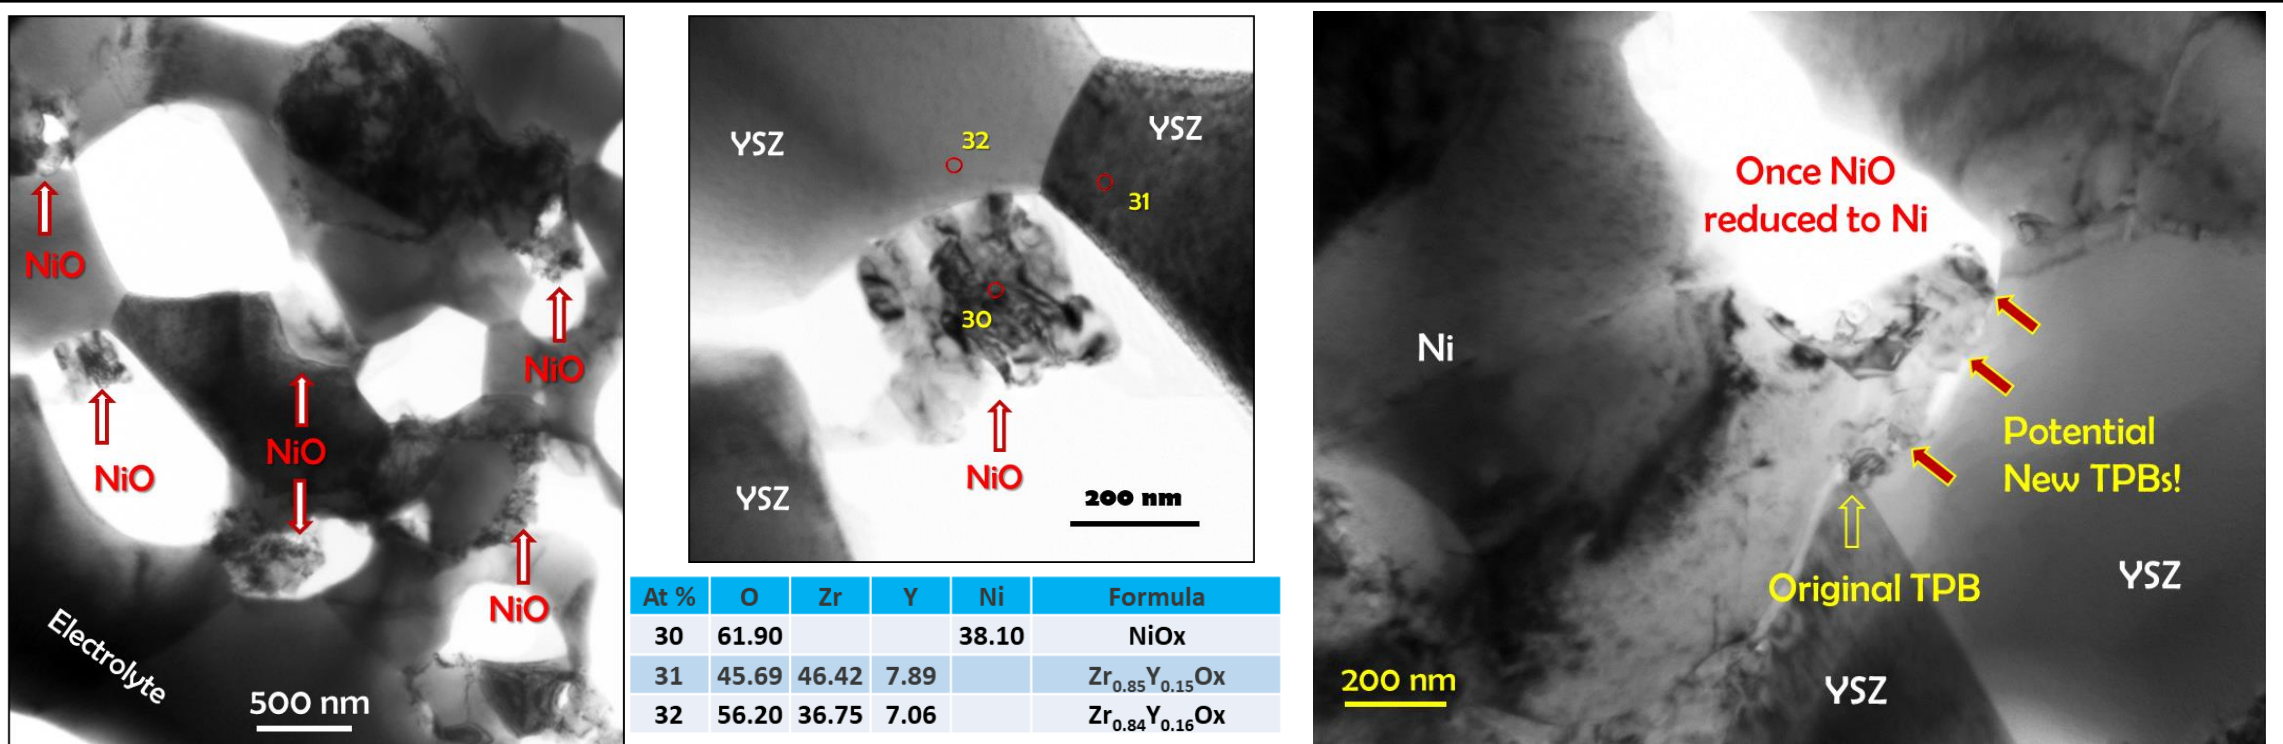 NiO
NiO
NiO
NiO
NiO
Electrolyte
500 nm
YSZ
32
YSZ
31
30
NiO
YSZ
200 nm
At % O Zr Y Ni Formula
30 61.90 38.10 NiOx
31 45.69 46.42 7.89 Zr0.85Y0.15Ox
32 56.20 36.75 7.06 Zr0.84Y0.16Ox
Once NiO
reduced to Ni
Ni
Potential
New TPBs!
Original TPB
YSZ
YSZ
200 nm